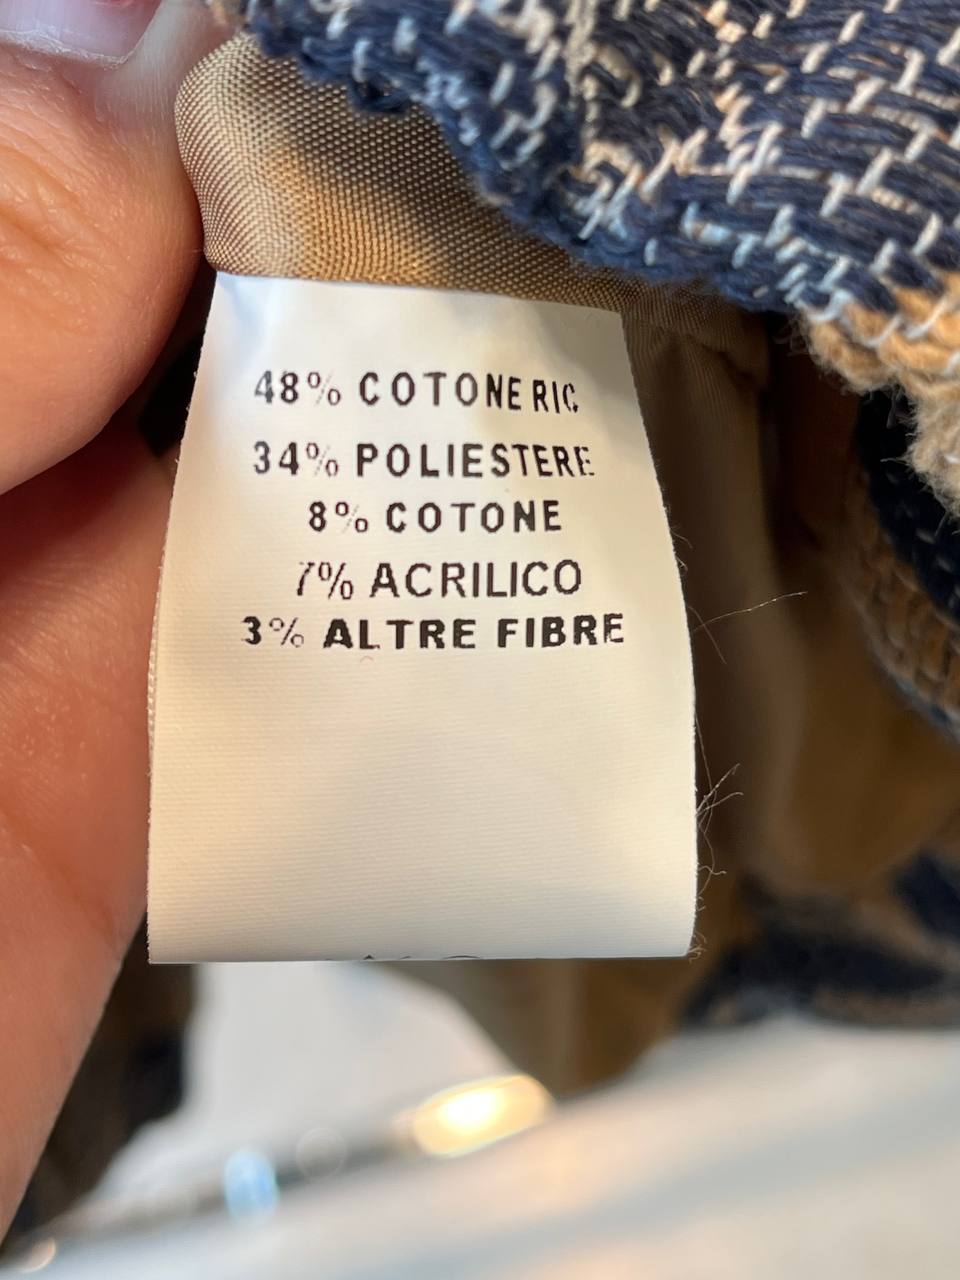 48% COTONE RIC.
34% POLIESTERE
8% COTONE
7% ACRILICO
3% ALTRE FIBRE